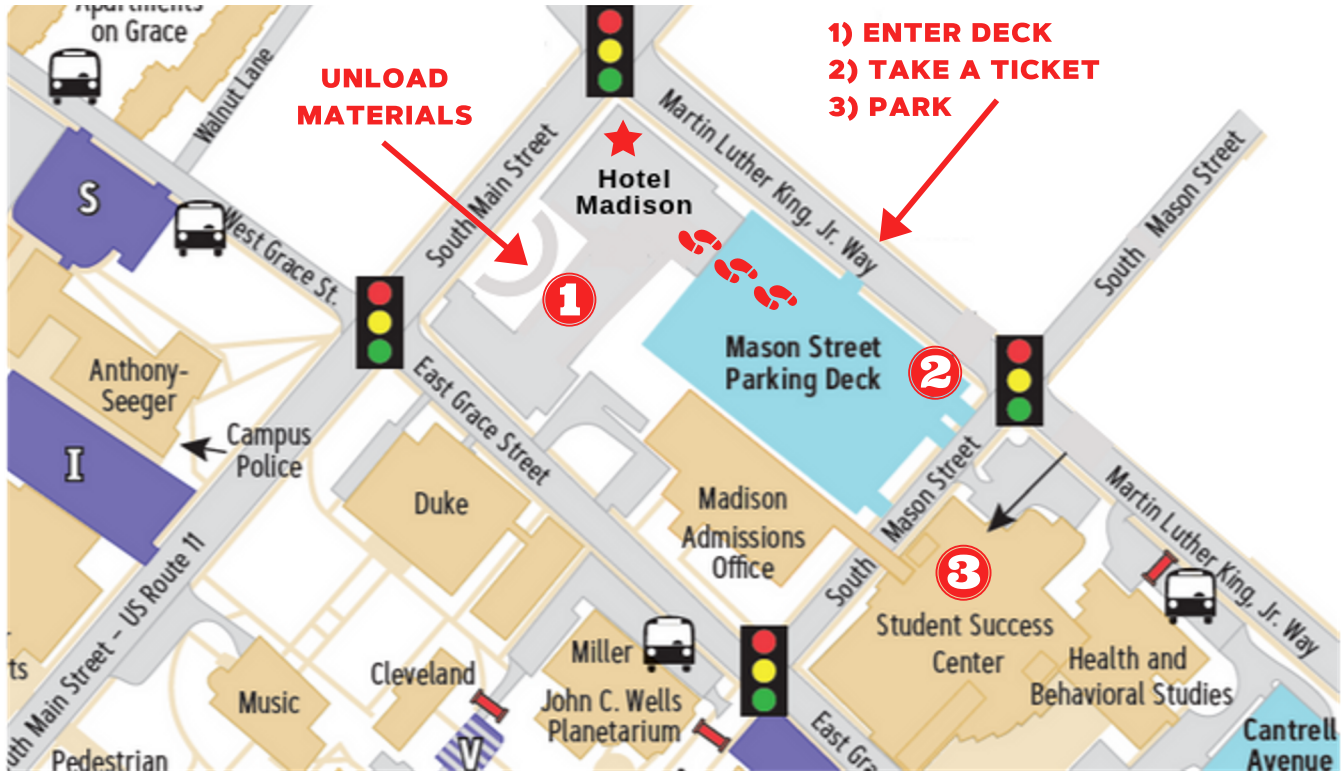 Apartments
on Grace
Walnut Lane
UNLOAD
MATERIALS
1) ENTER DECK
2) TAKE A TICKET
3) PARK
Martin Luther King, Jr. Way
South Main Street
Hotel
Madison
South Mason Street
S
West Grace St.
1
Mason Street
Parking Deck
2
Anthony-
Seeger
East Grace Street
Campus
Police
I
Duke
Madison
Admissions
Office
South Mason Street
Martin Luther King, Jr. Way
3
South Main Street - US Route 11
Student Success
Center
Health and
Behavioral Studies
Miller
John C. Wells
Planetarium
Cleveland
Music
V
East Gra
Cantrell
Avenue
Pedestrian
ts